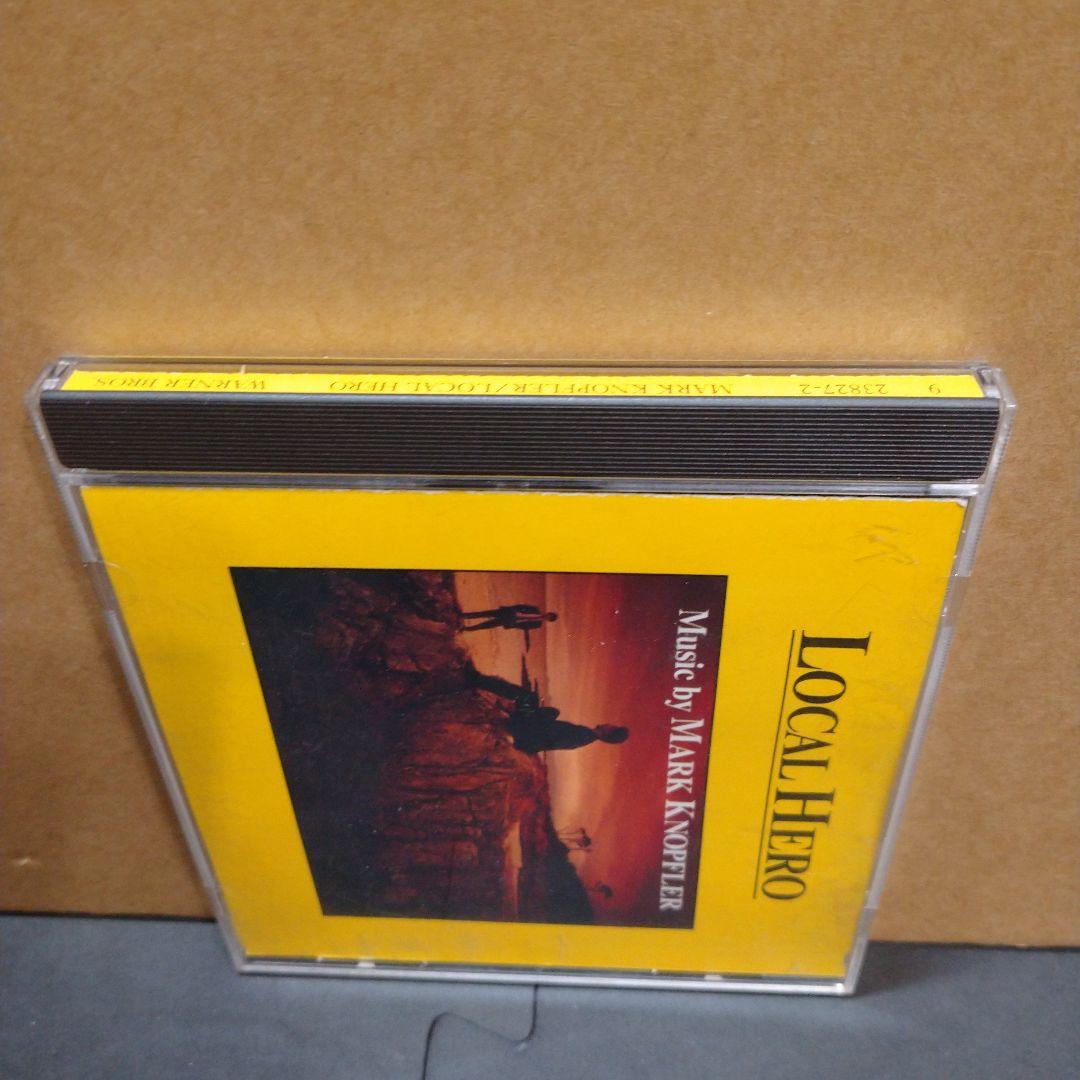 LOCAL HERO
Music by MARK KNOPFLER
9 23827-2 MARK KNOPFLER/LOCAL HERO WARNER BROS.